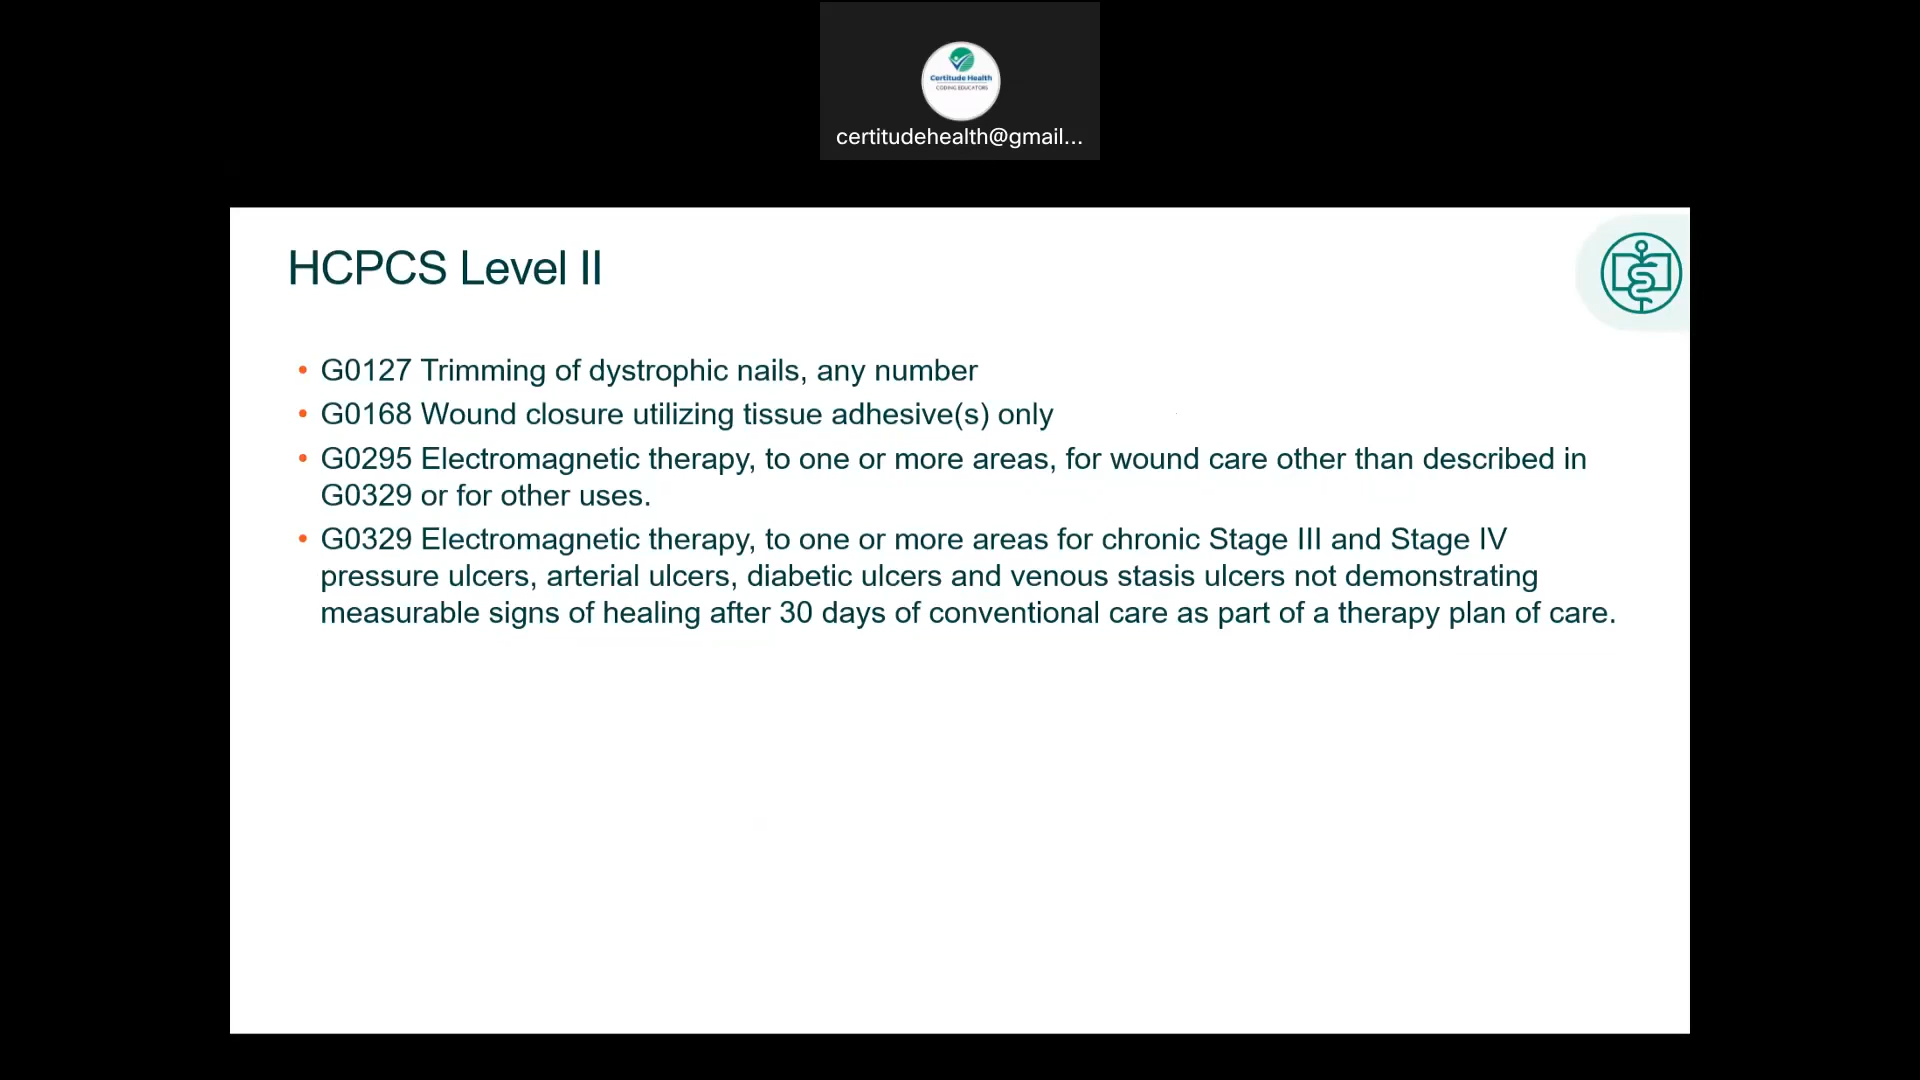 Certitude Health
CODING EDUCATORS
certitudehealth@gmail...
HCPCS Level II
• G0127 Trimming of dystrophic nails, any number
• G0168 Wound closure utilizing tissue adhesive(s) only
• G0295 Electromagnetic therapy, to one or more areas, for wound care other than described in
G0329 or for other uses.
• G0329 Electromagnetic therapy, to one or more areas for chronic Stage III and Stage IV
pressure ulcers, arterial ulcers, diabetic ulcers and venous stasis ulcers not demonstrating
measurable signs of healing after 30 days of conventional care as part of a therapy plan of care.